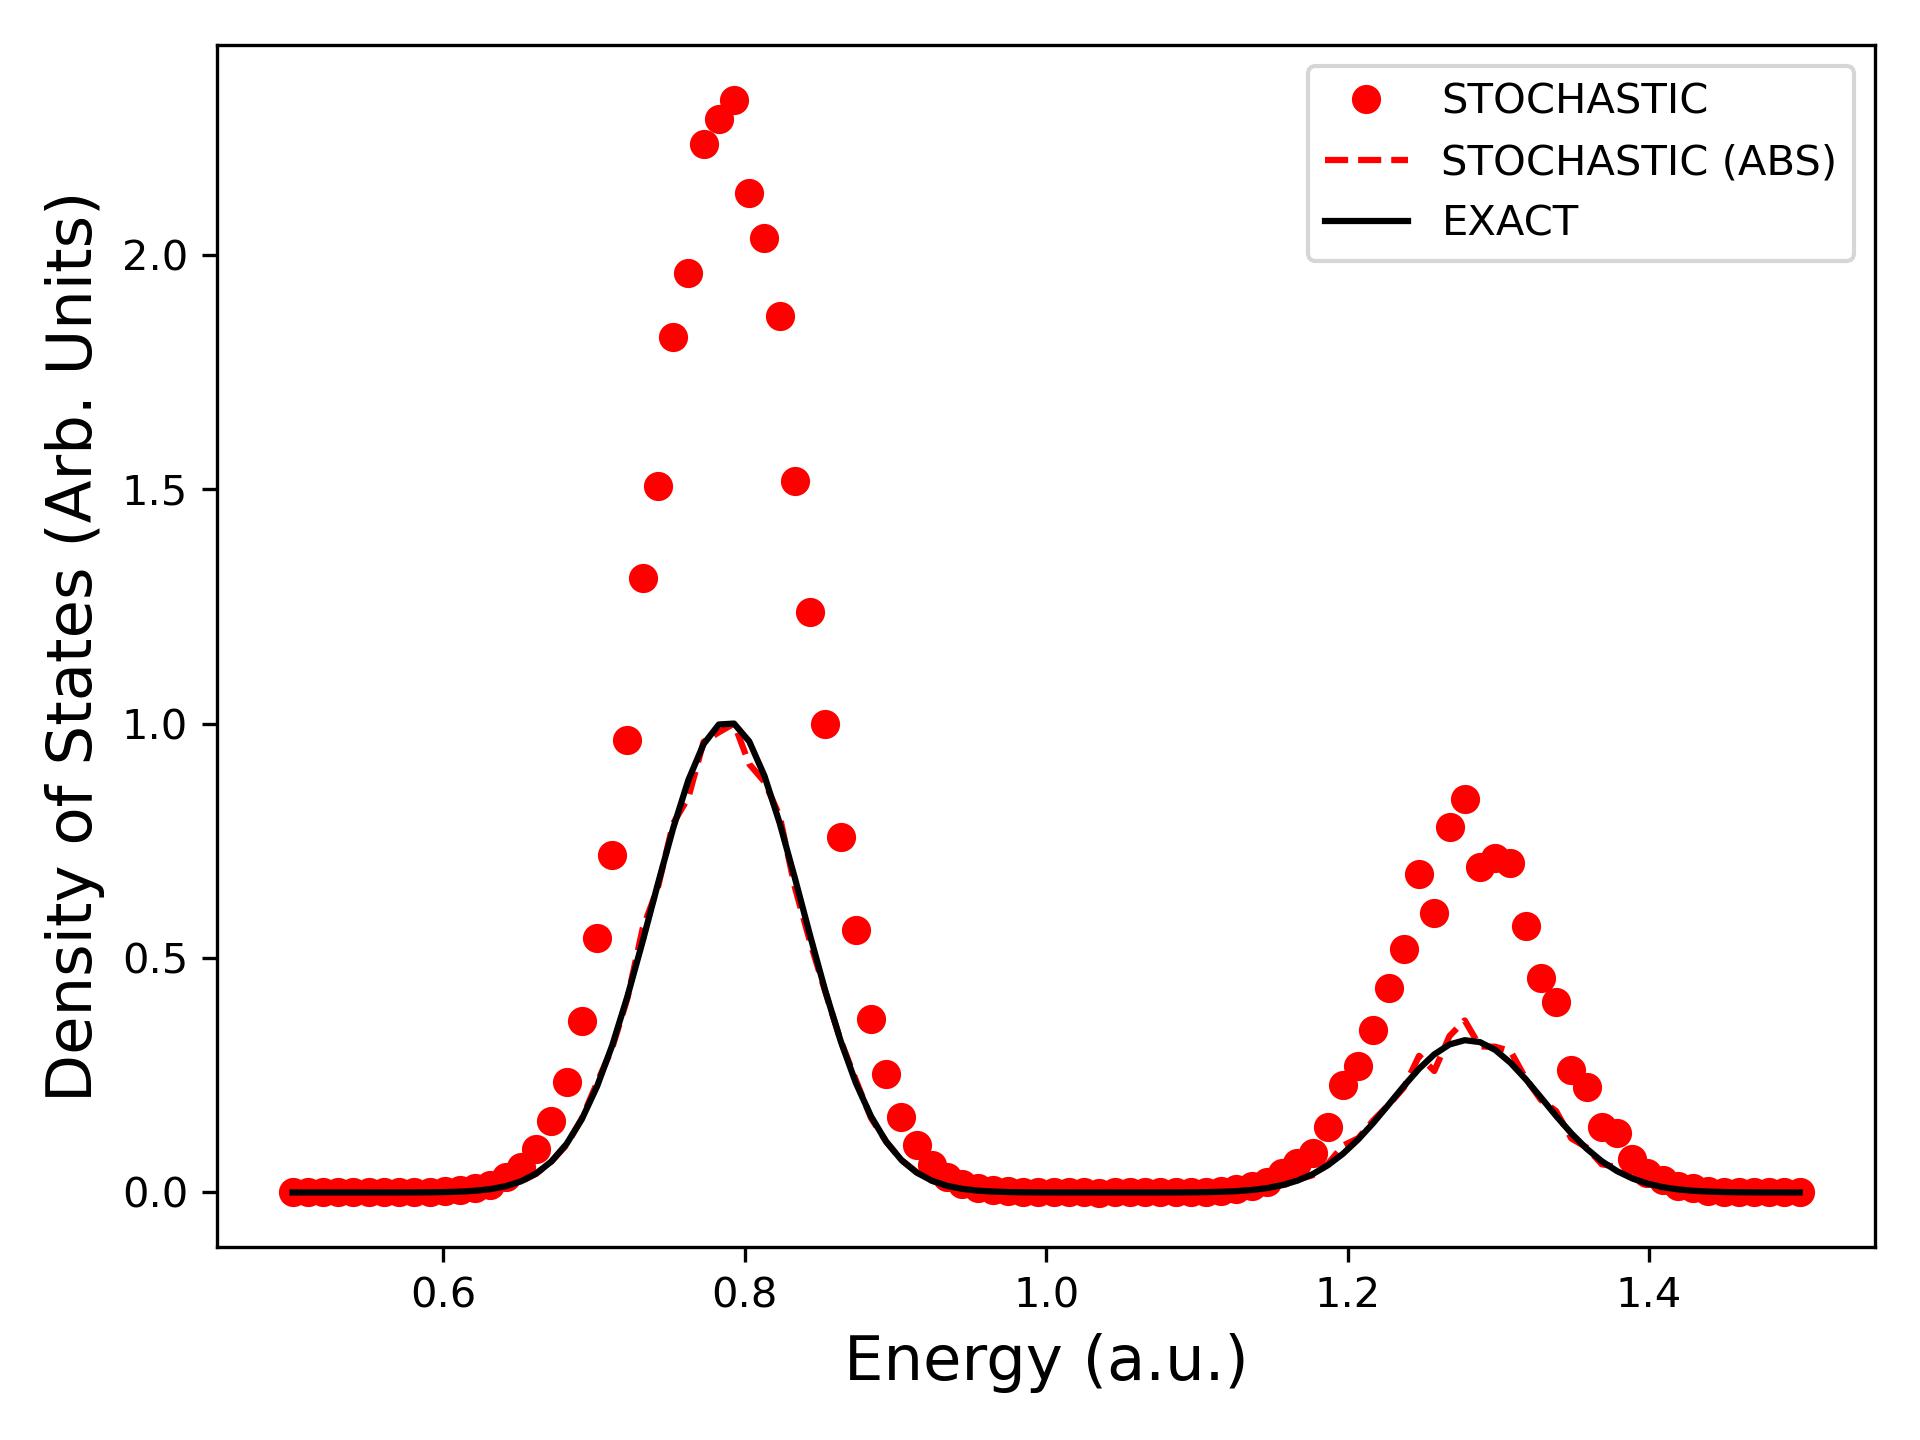 STOCHASTIC
STOCHASTIC (ABS)
EXACT
Density of States (Arb. Units)
2.0
1.5
1.0
0.5
0.0
0.6 0.8 1.0 1.2 1.4
Energy (a.u.)